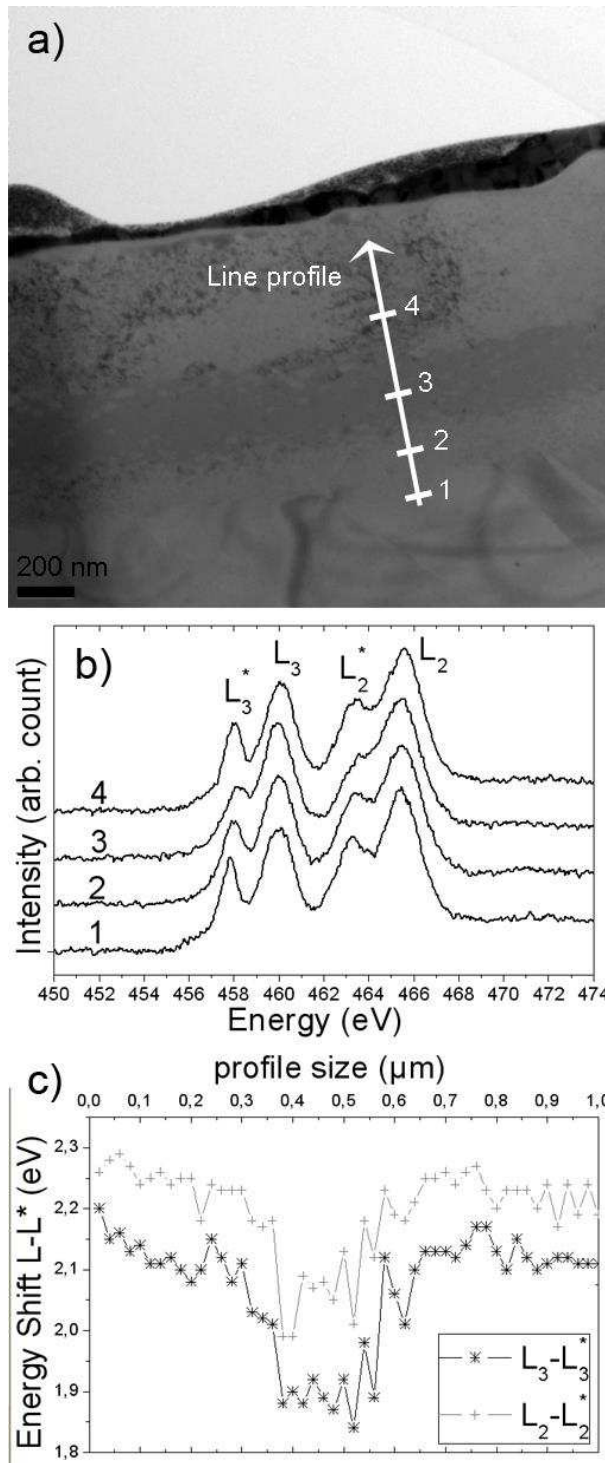 a)
Line profile
4
3
2
1
200 nm
b)
L3* L3 L2* L2
Intensity (arb. count)
4
3
2
1
450 452 454 456 458 460 462 464 466 468 470 472 474
Energy (eV)
c)
profile size (µm)
0,0 0,1 0,2 0,3 0,4 0,5 0,6 0,7 0,8 0,9 1,0
Energy Shift L-L* (eV)
2,3
2,2
2,1
2,0
1,9
1,8
L3-L3*
L2-L2*